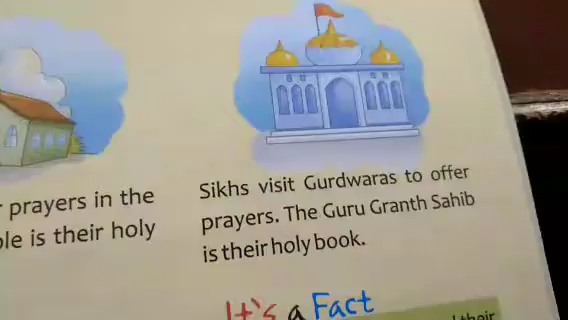 prayers in the
is their holy
Sikhs visit Gurdwaras to offer
prayers. The Guru Granth Sahib
is their holy book.
It's a Fact
their